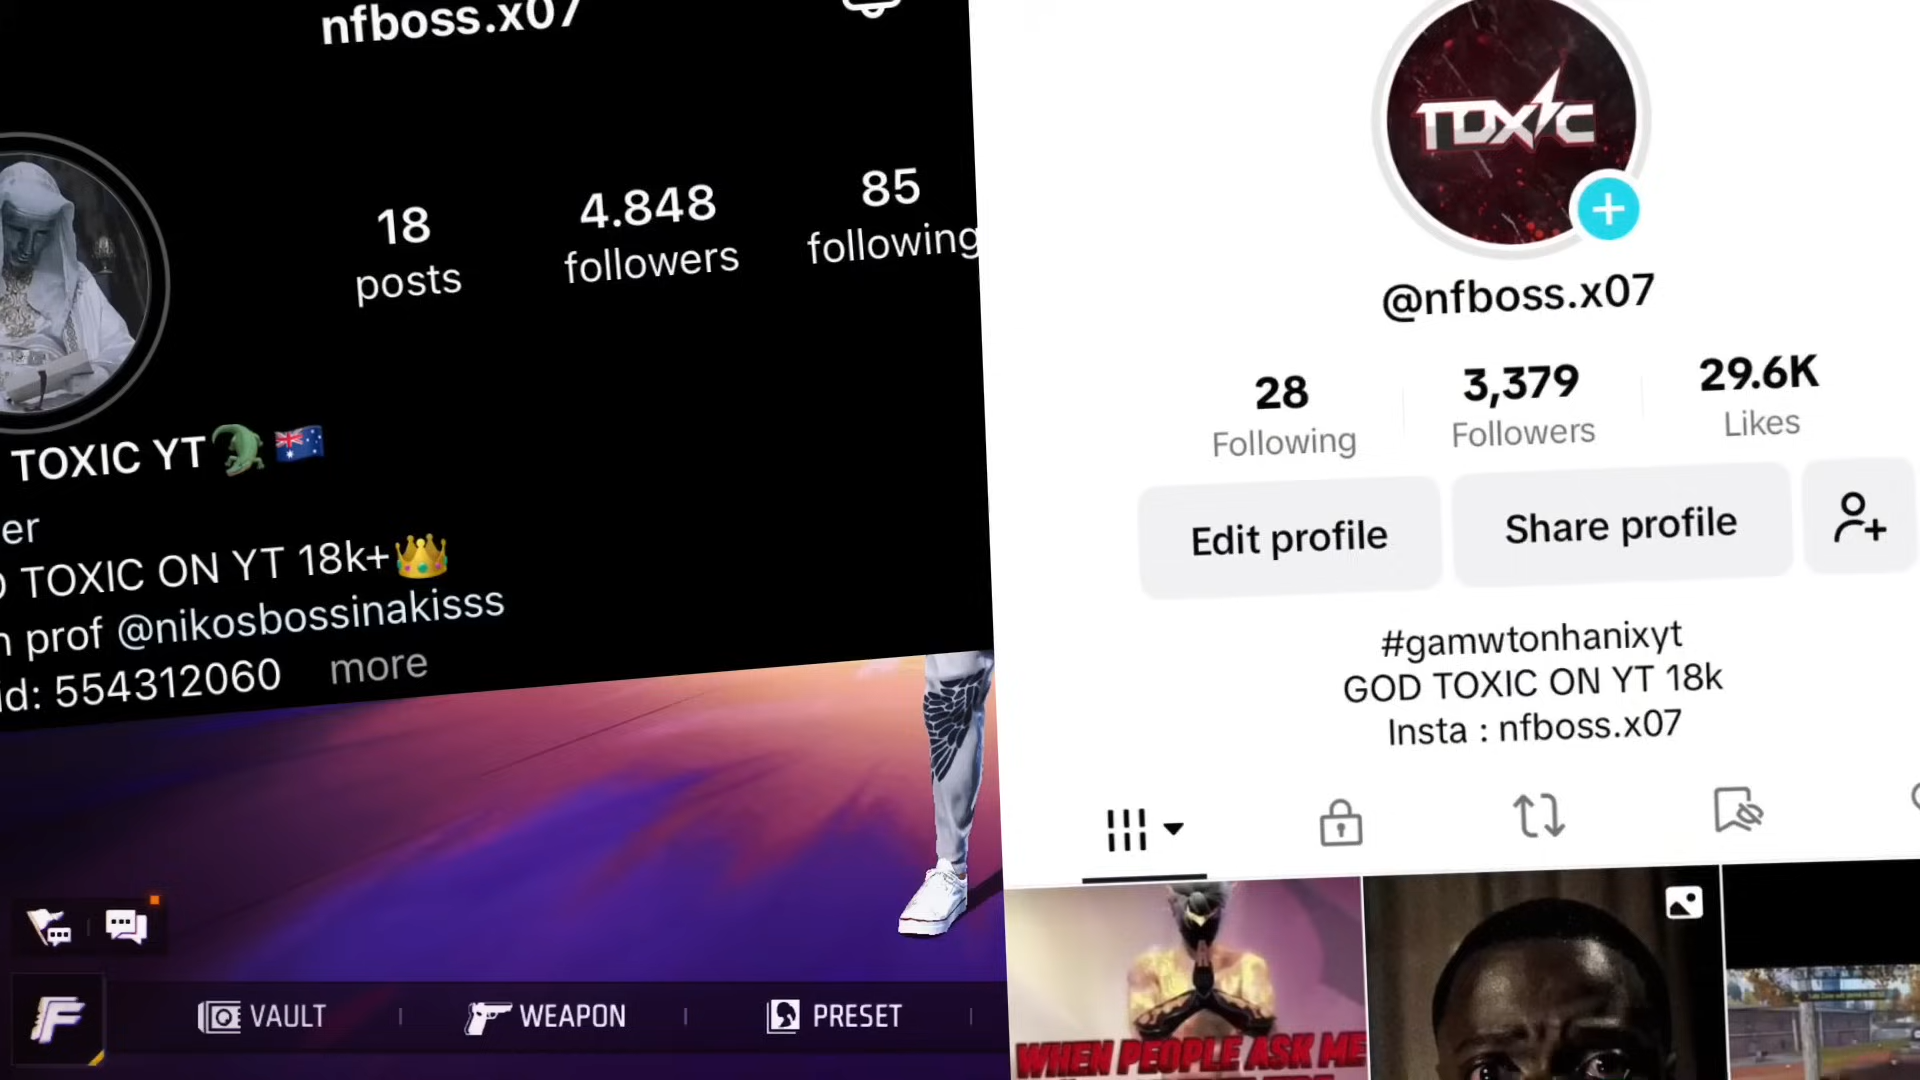 nfboss.x07
18
posts
4.848
followers
85
following
TOXIC YT🐊🇦🇺
er
TOXIC ON YT 18k+👑
n prof @nikosbossinakisss
id: 554312060 more
VAULT
WEAPON
PRESET
TOXIC
@nfboss.x07
28
Following
3,379
Followers
29.6K
Likes
Edit profile
Share profile
#gamwtonhanixyt
GOD TOXIC ON YT 18k
Insta : nfboss.x07
WHEN PEOPLE ASK ME